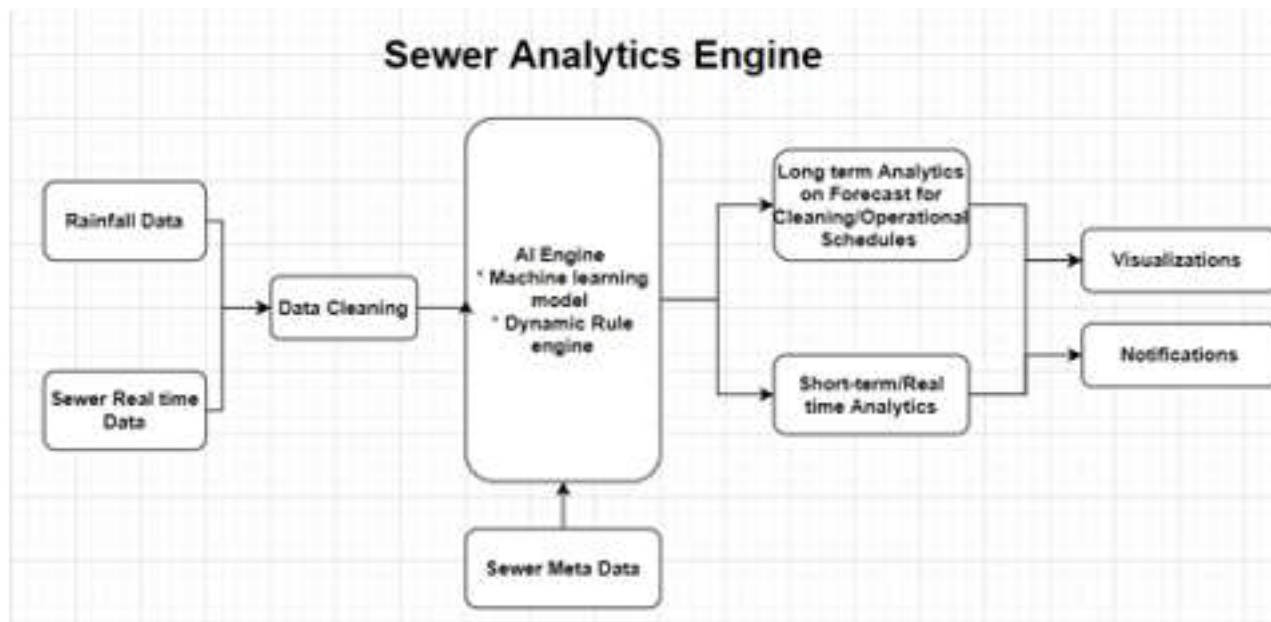 Sewer Analytics Engine
Rainfall Data
Sewer Real time
Data
Data Cleaning
AI Engine
* Machine learning
model
* Dynamic Rule
engine
Sewer Meta Data
Long term Analytics
on Forecast for
Cleaning/Operational
Schedules
Short-term/Real
time Analytics
Visualizations
Notifications